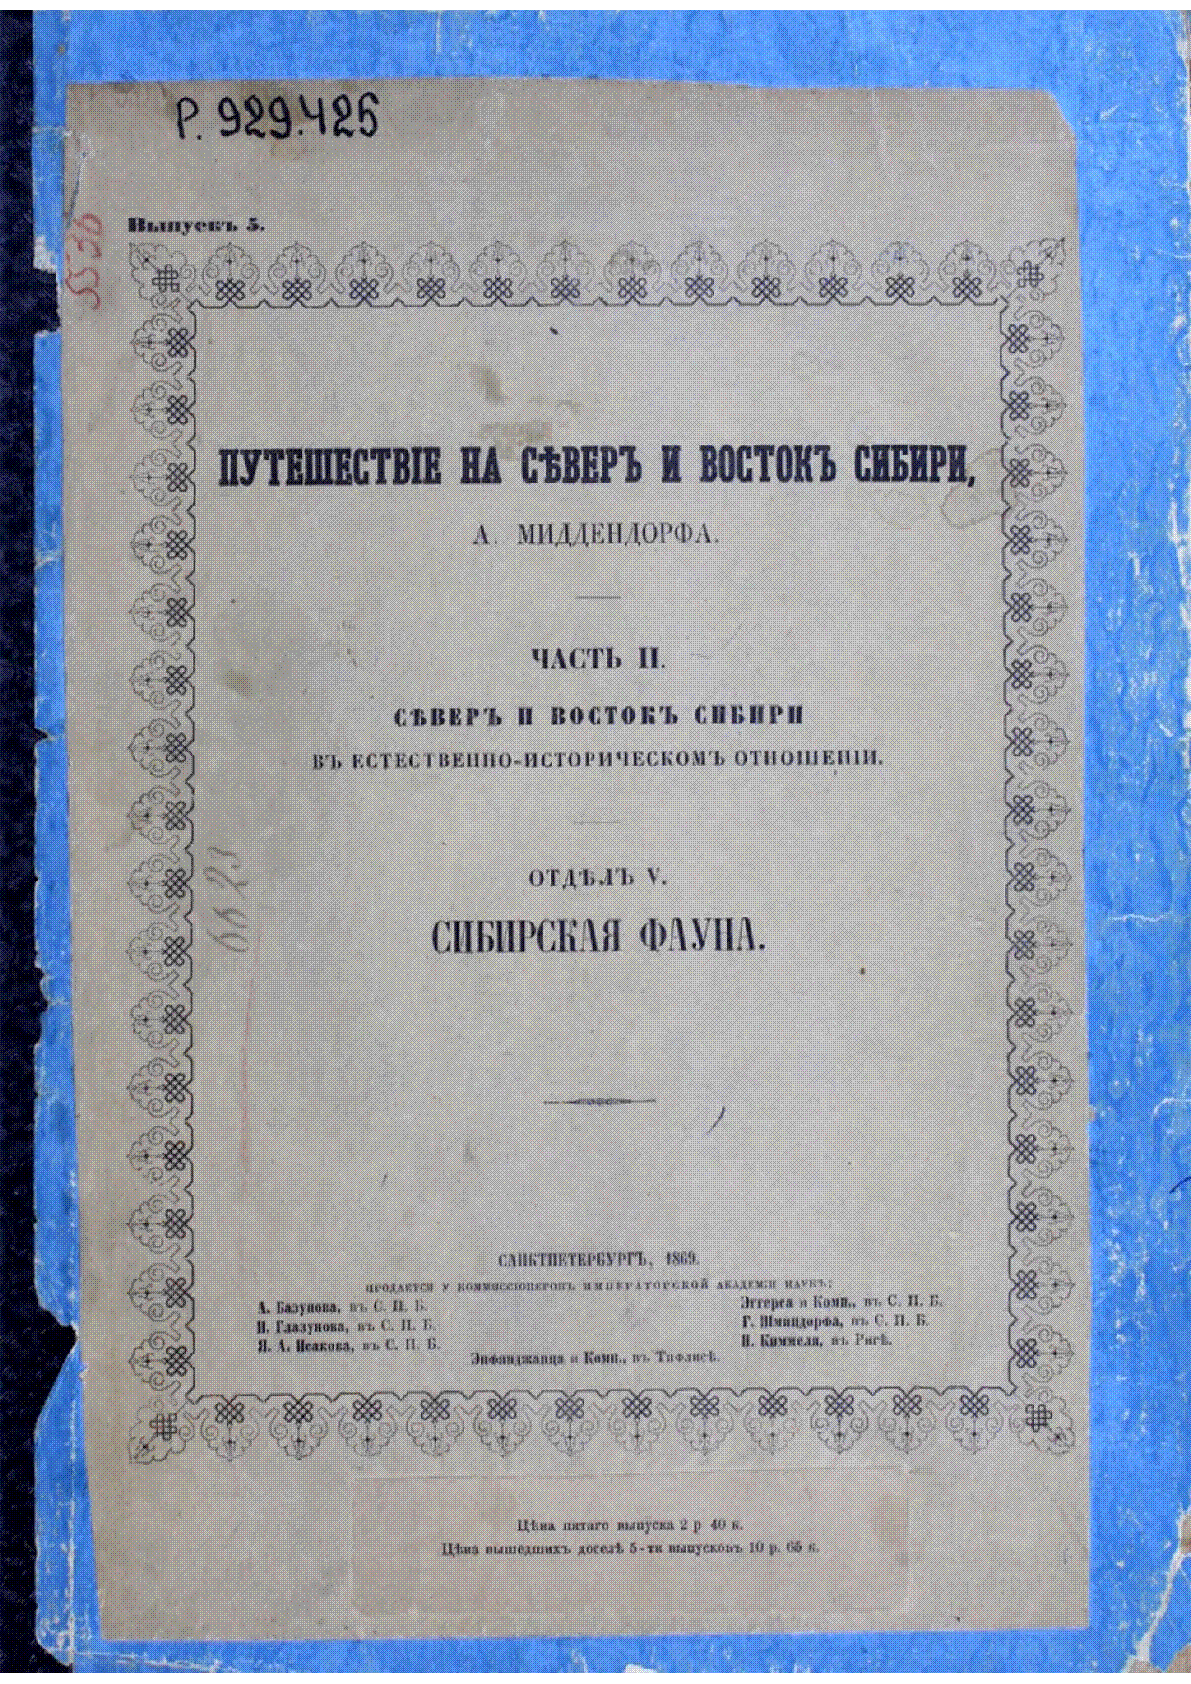 Р. 929.425
Выпускъ 5.
ПУТЕШЕСТВІЕ НА СѢВЕРЪ И ВОСТОКЪ СИБИРИ,
А. МИДДЕНДОРФА.
ЧАСТЬ II.
СѢВЕРЪ И ВОСТОКЪ СИБИРИ
ВЪ ЕСТЕСТВЕННО-ИСТОРИЧЕСКОМЪ ОТНОШЕНІИ.
ОТДѢЛЪ V.
СИБИРСКАЯ ФАУНА.
САНКТПЕТЕРБУРГЪ, 1869.
ПРОДАЕТСЯ У КОММИССІОНЕРОВЪ ИМПЕРАТОРСКОЙ АКАДЕМІИ НАУКЪ:
А. Базунова, въ С. П. Б.
И. Глазунова, въ С. П. Б.
Я. А. Исакова, въ С. П. Б.
Эггерса и Комп., въ С. П. Б.
Г. Шмицдорфа, въ С. П. Б.
Н. Киммеля, въ Ригѣ.
Энфянджянца и Комп., въ Тифлисѣ.
Цѣна пятаго выпуска 2 р 40 к.
Цѣна вышедшихъ доселѣ 5-ти выпусковъ 10 р. 65 к.